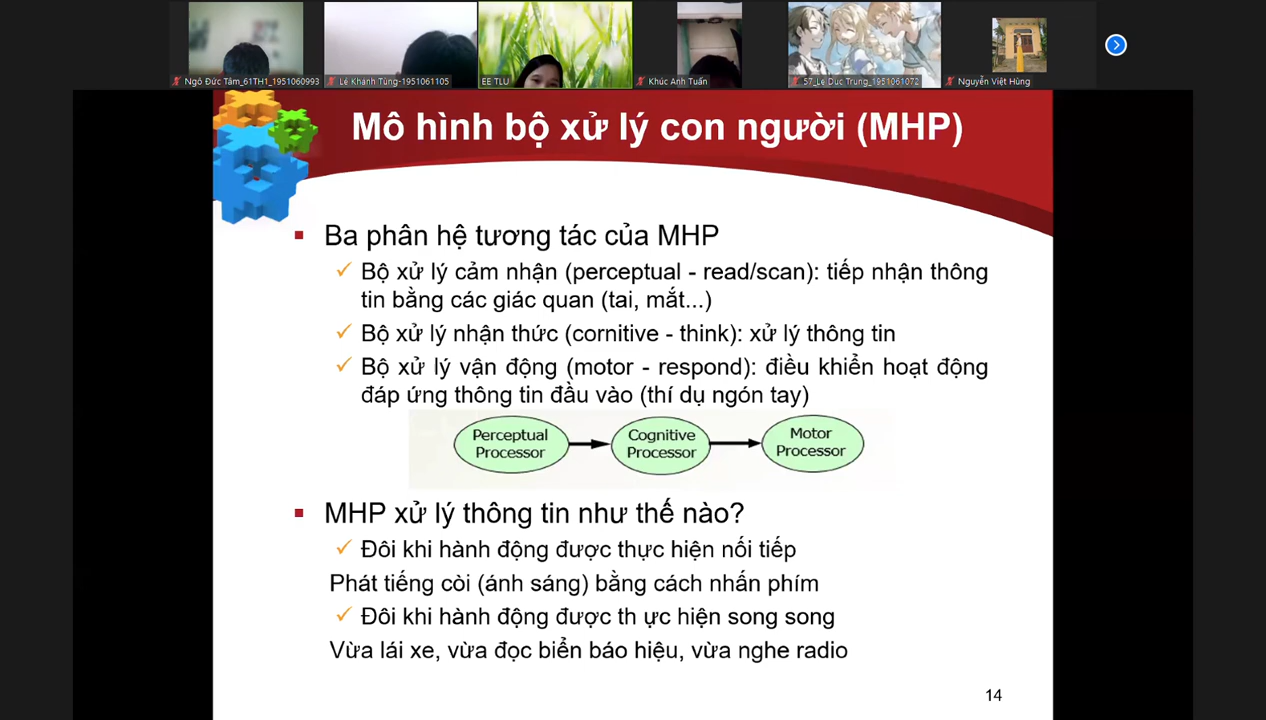 Ngô Đức Tâm_61TH1_1951060993
Lê Khánh Tùng-1951061105
EE TLU
Khúc Anh Tuấn
57_Le Duc Trung_1951061072
Nguyễn Việt Hùng
Mô hình bộ xử lý con người (MHP)
Ba phân hệ tương tác của MHP
Bộ xử lý cảm nhận (perceptual - read/scan): tiếp nhận thông
tin bằng các giác quan (tai, mắt...)
Bộ xử lý nhận thức (cornitive - think): xử lý thông tin
Bộ xử lý vận động (motor - respond): điều khiển hoạt động
đáp ứng thông tin đầu vào (thí dụ ngón tay)
Perceptual
Processor
Cognitive
Processor
Motor
Processor
MHP xử lý thông tin như thế nào?
Đôi khi hành động được thực hiện nối tiếp
Phát tiếng còi (ánh sáng) bằng cách nhấn phím
Đôi khi hành động được th ực hiện song song
Vừa lái xe, vừa đọc biển báo hiệu, vừa nghe radio
14